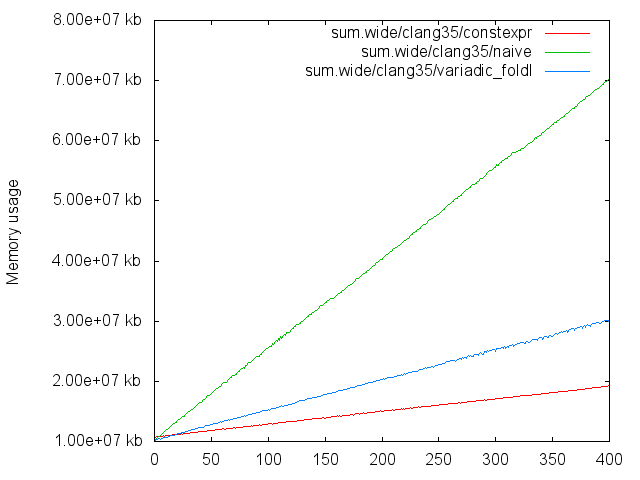 8.00e+07 kb
sum.wide/clang35/constexpr
sum.wide/clang35/naive
sum.wide/clang35/variadic_foldl
7.00e+07 kb
6.00e+07 kb
5.00e+07 kb
4.00e+07 kb
3.00e+07 kb
2.00e+07 kb
1.00e+07 kb
Memory usage
0 50 100 150 200 250 300 350 400